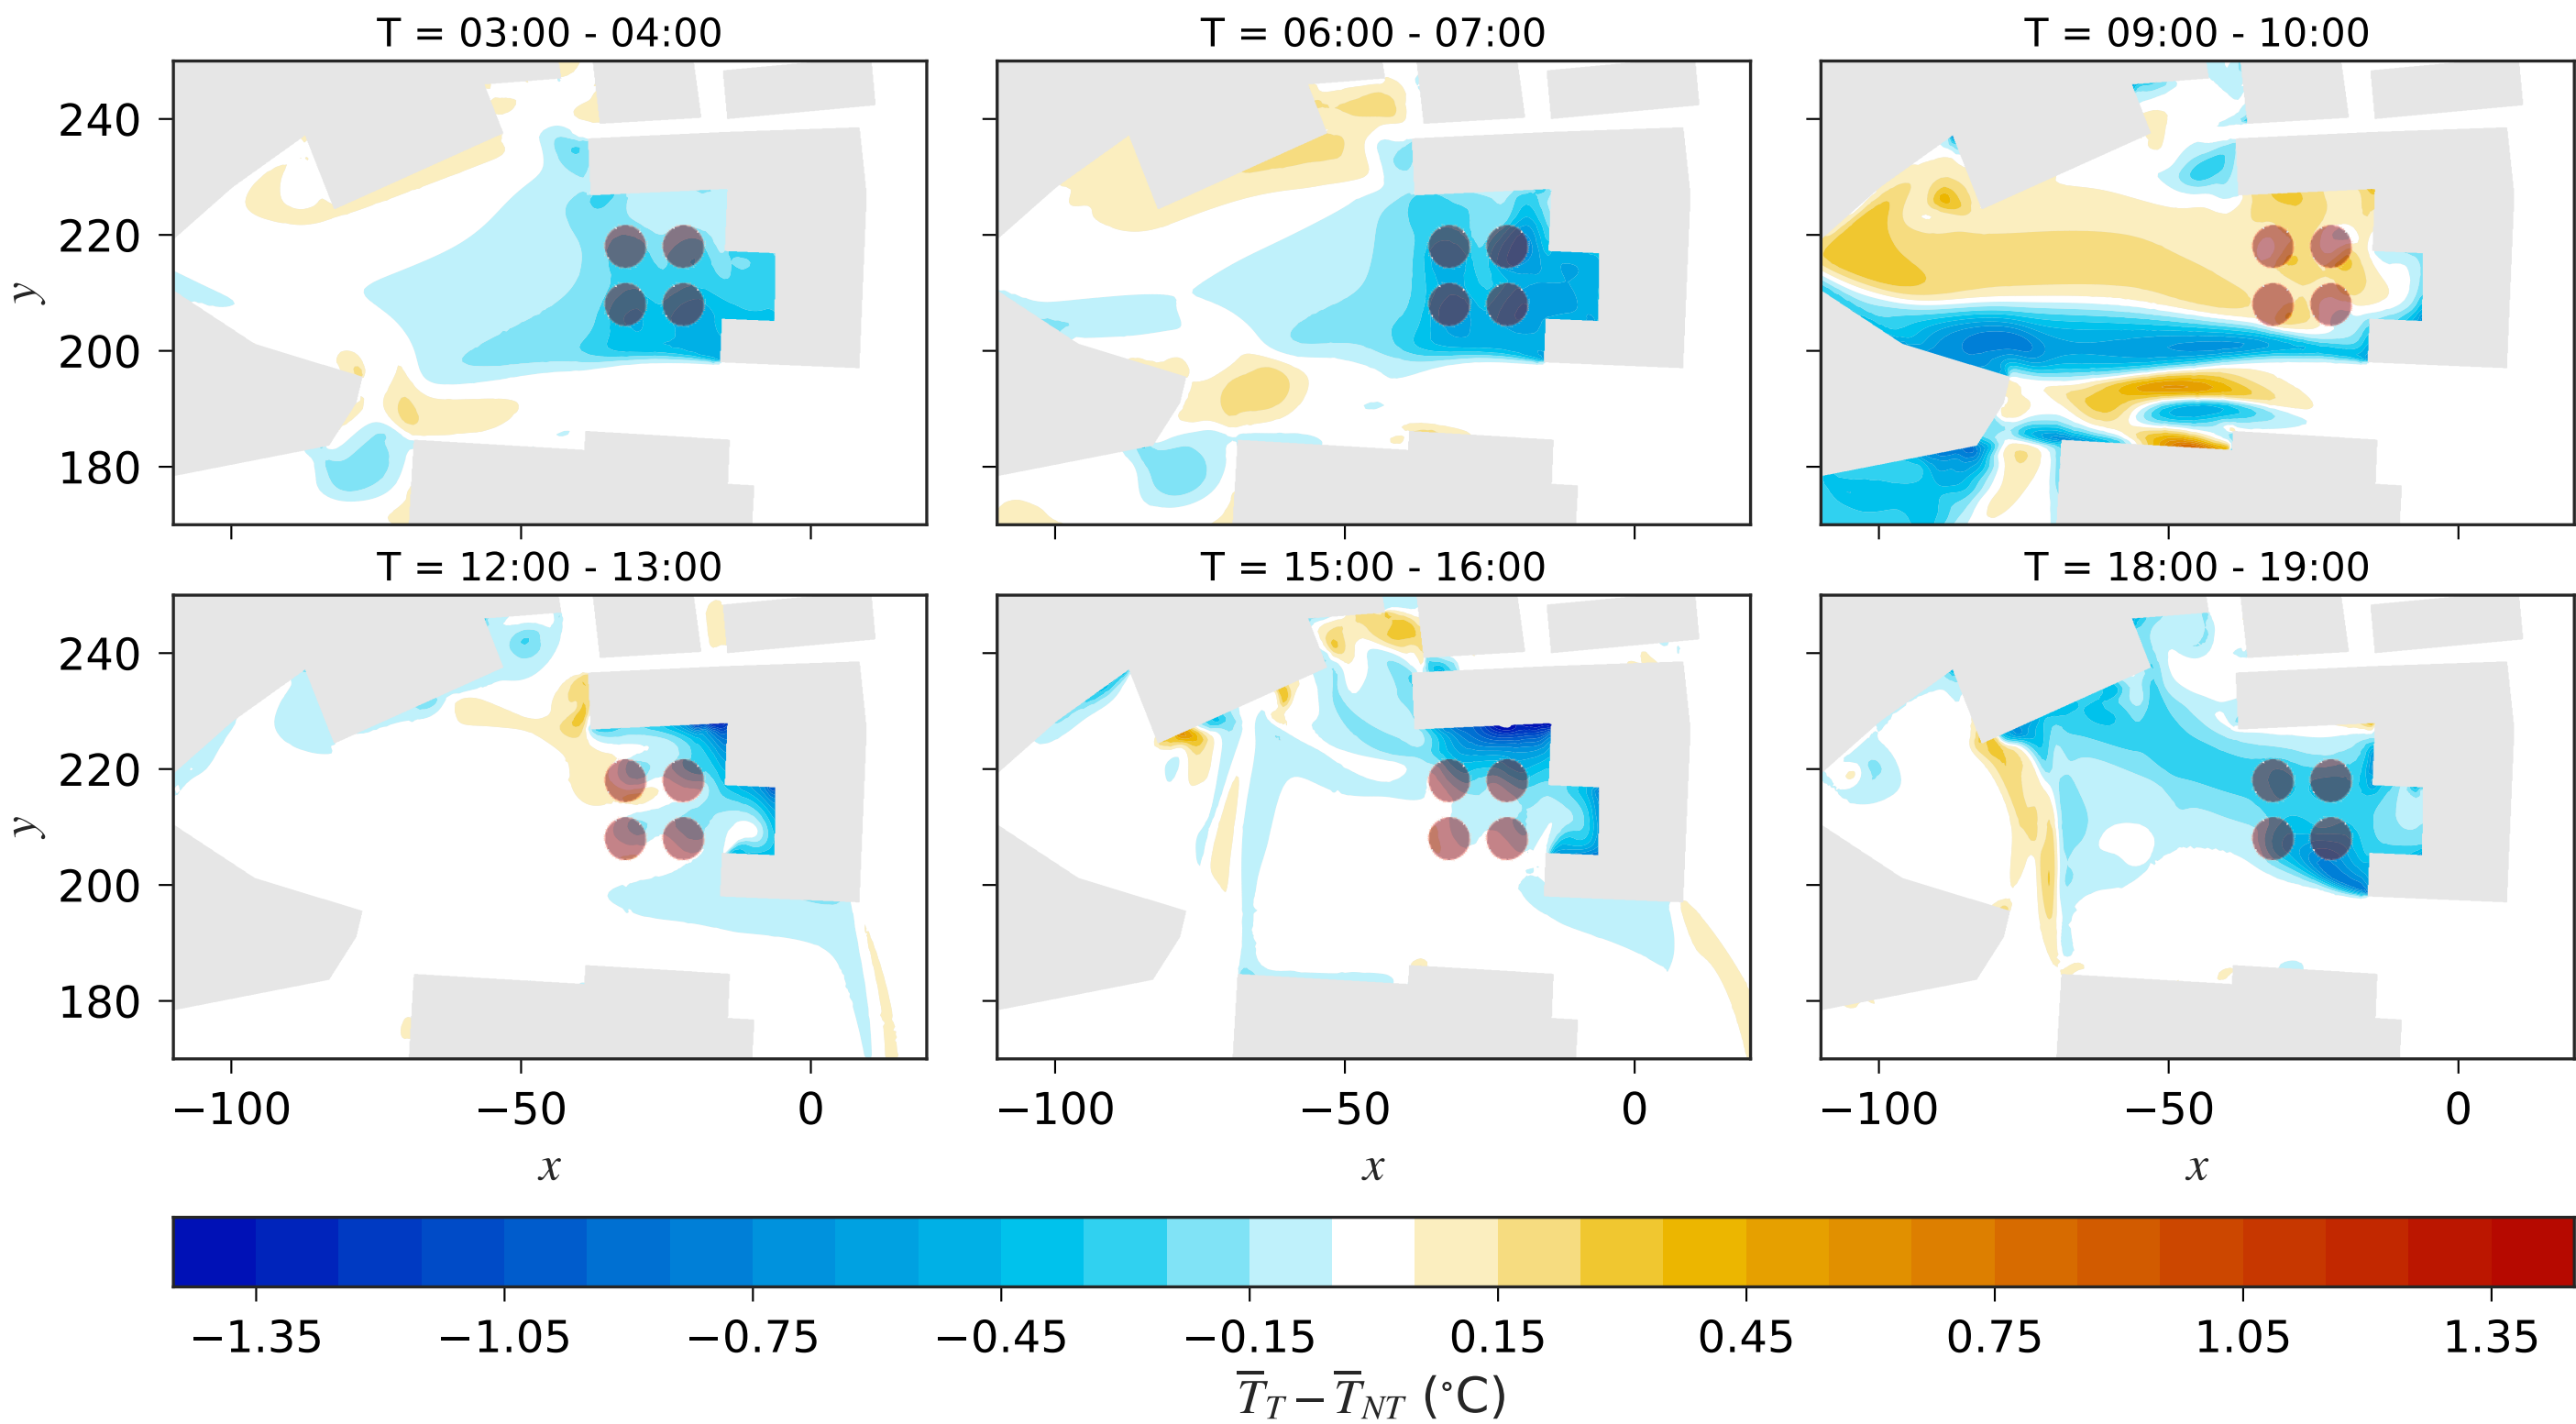 T = 03:00 - 04:00 T = 06:00 - 07:00 T = 09:00 - 10:00
240
220
200
180
y
T = 12:00 - 13:00 T = 15:00 - 16:00 T = 18:00 - 19:00
240
220
200
180
y
−100 −50 0 −100 −50 0 −100 −50 0
x x x
−1.35 −1.05 −0.75 −0.45 −0.15 0.15 0.45 0.75 1.05 1.35
T̅_T − T̅_NT (°C)